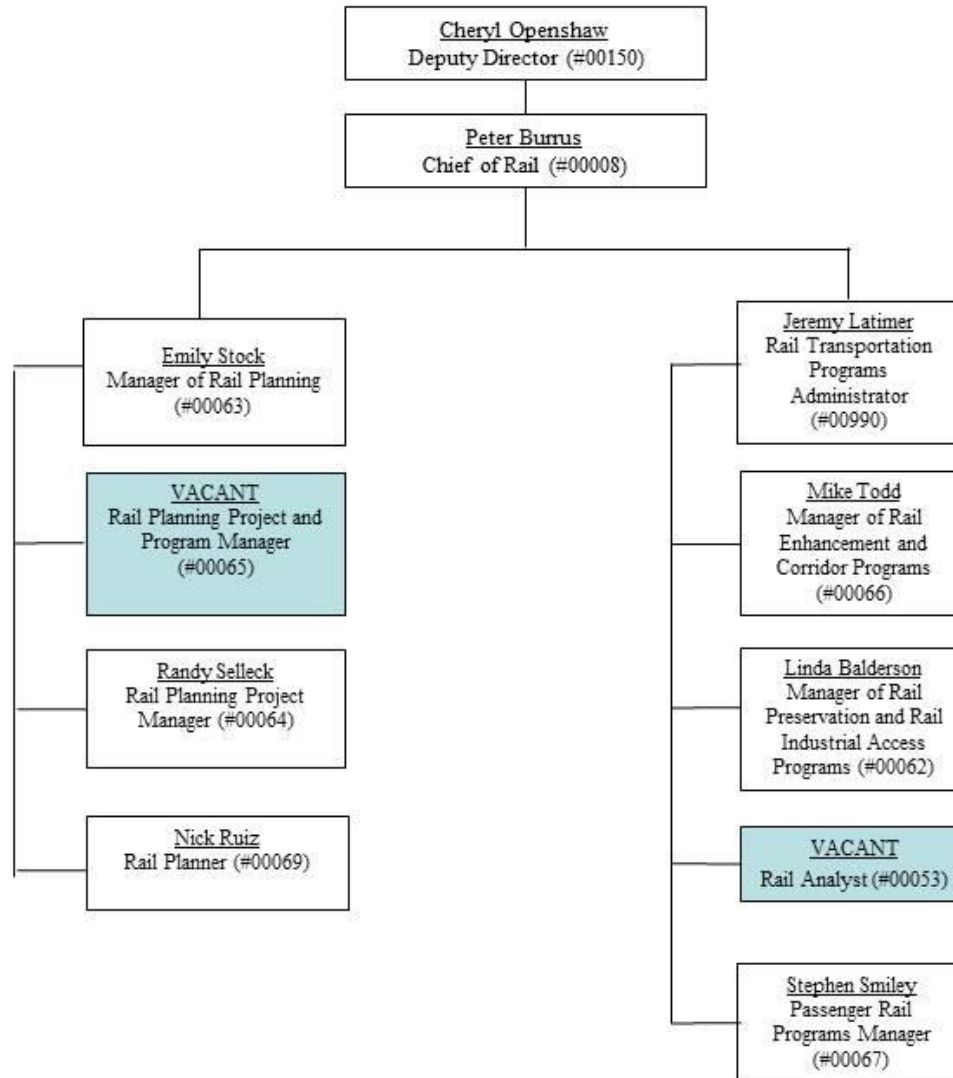 Cheryl Openshaw
Deputy Director (#00150)
Peter Burrus
Chief of Rail (#00008)
Emily Stock
Manager of Rail Planning
(#00063)
VACANT
Rail Planning Project and
Program Manager
(#00065)
Randy Selleck
Rail Planning Project
Manager (#00064)
Nick Ruiz
Rail Planner (#00069)
Jeremy Latimer
Rail Transportation
Programs
Administrator
(#00990)
Mike Todd
Manager of Rail
Enhancement and
Corridor Programs
(#00066)
Linda Balderson
Manager of Rail
Preservation and Rail
Industrial Access
Programs (#00062)
VACANT
Rail Analyst (#00053)
Stephen Smiley
Passenger Rail
Programs Manager
(#00067)